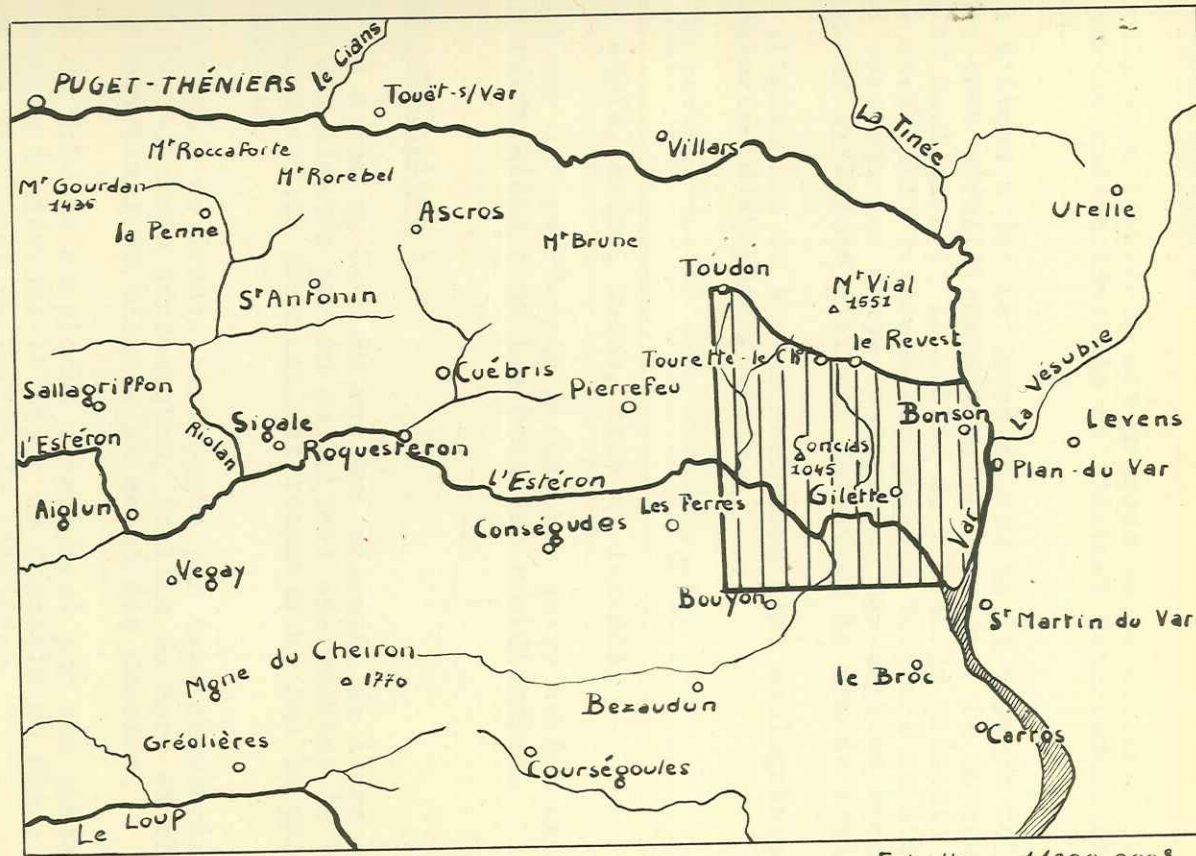 PUGET-THÉNIERS
le Cians
Touët-s/Var
La Tinée
Villars
Mt Roccaforte
Mt Rorebel
Mt Gourdan
1436
la Penne
Ascros
Utelle
Mt Brune
St Antonin
Toudon
Mt Vial
1551
Tourette-le Cht
le Revest
La Vésubie
Cuébris
Pierrefeu
Sallagriffon
Sigale
Bonson
Levens
l'Estéron
Riolan
Roquesteron
Plan-du Var
1045
l'Estéron
Gilette
Aiglun
Conségudes
Les Ferres
Var
Vegay
Bouyon
St Martin du Var
Mgne du Cheiron
1770
le Broc
Bezaudun
Carros
Gréolières
Courségoules
Le Loup